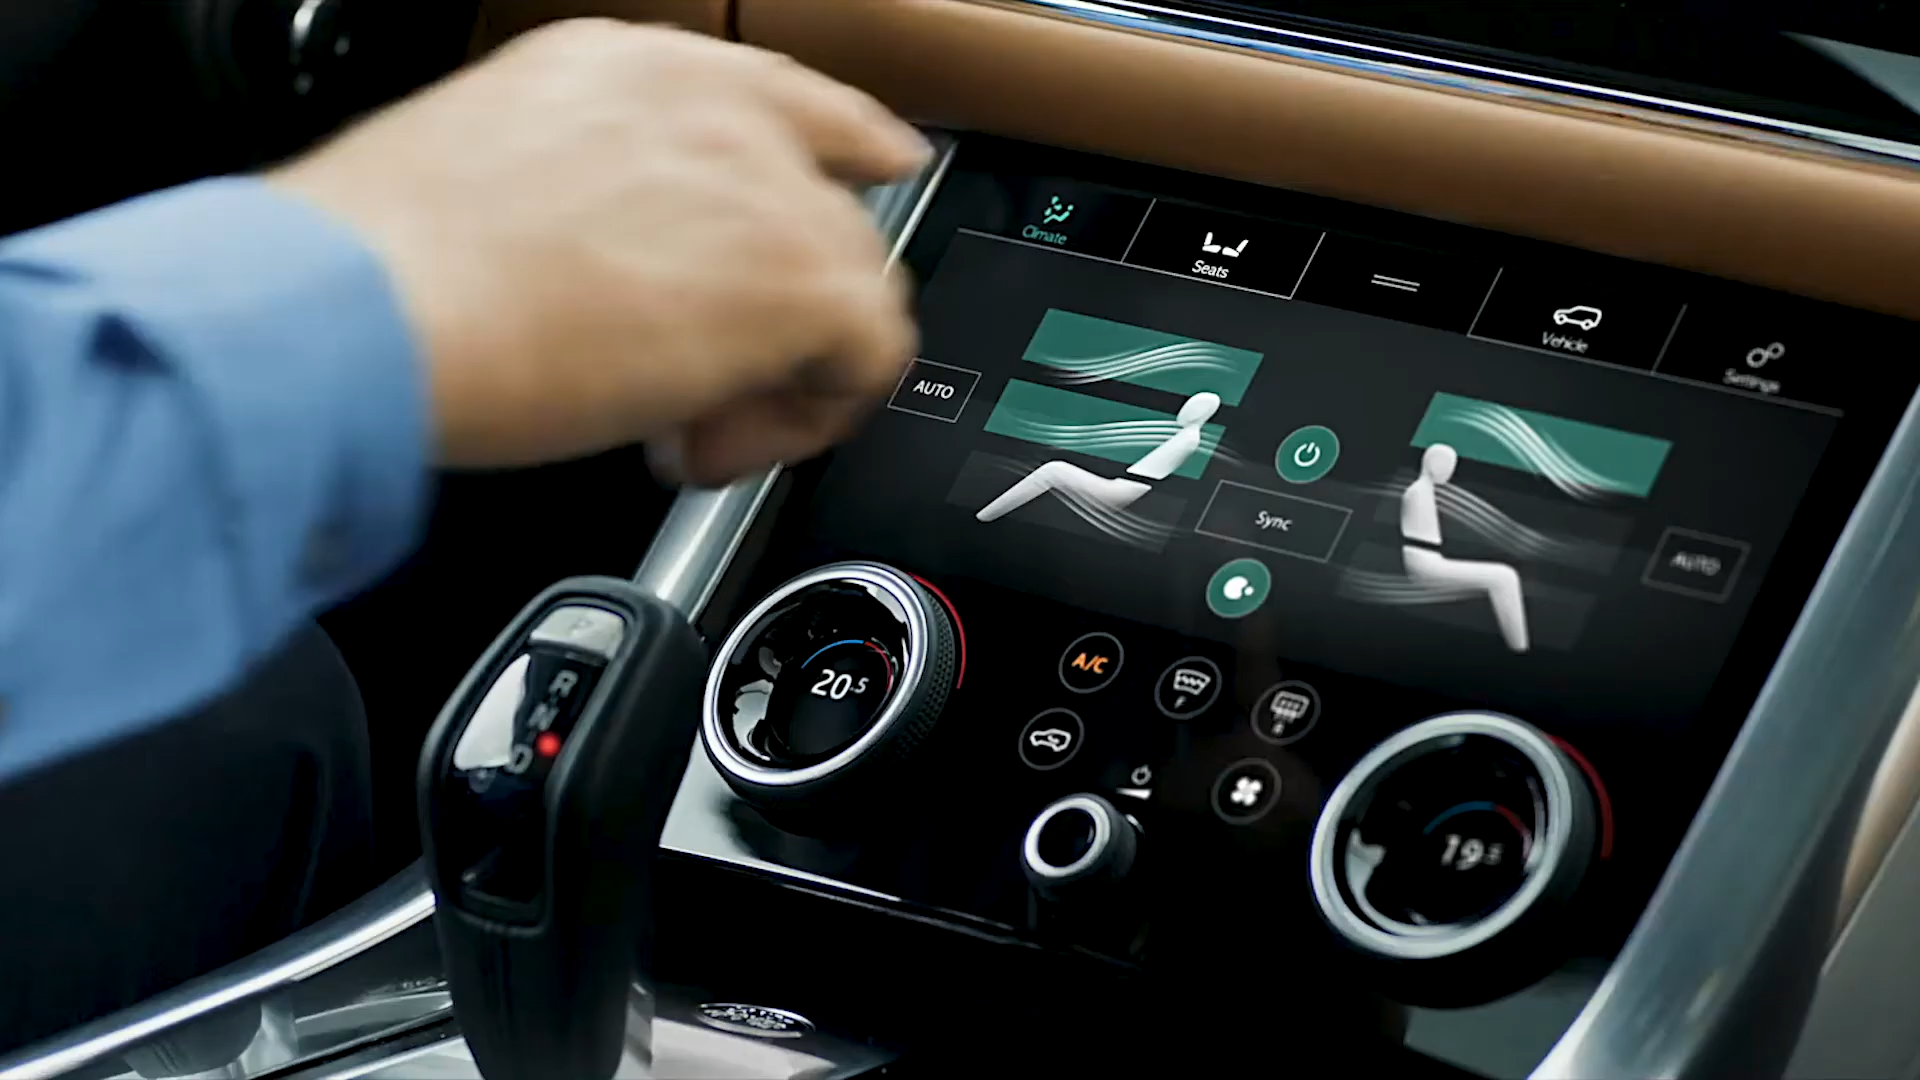 Climate
Seats
Vehicle
Settings
AUTO
Sync
AUTO
20.5
A/C
F
R
19.5
P
R
N
D